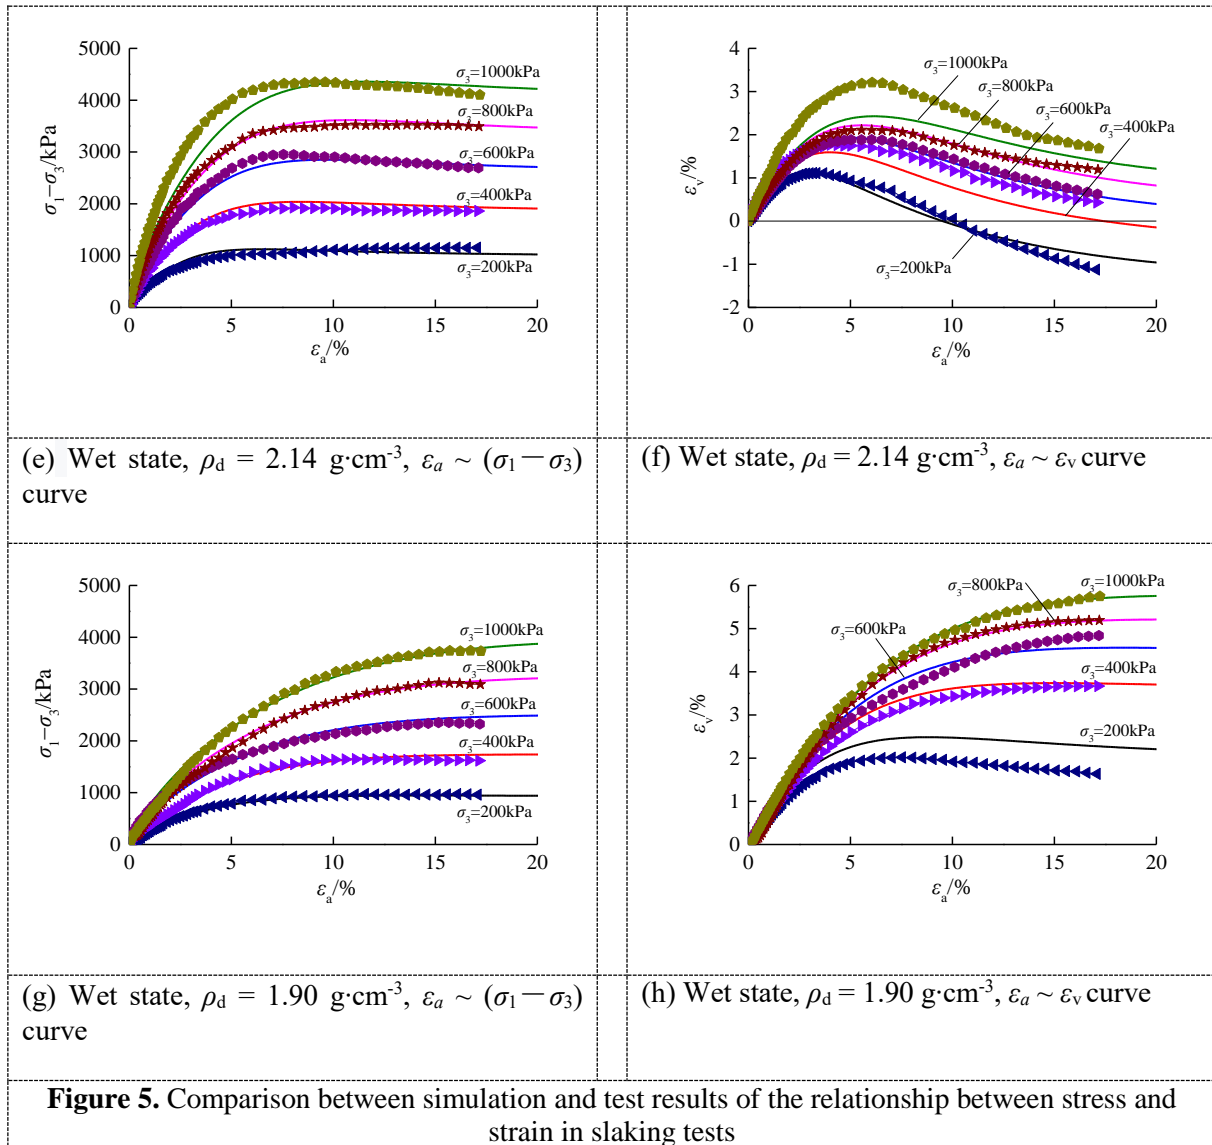 5000
4000
3000
2000
1000
0
0 5 10 15 20
σ1−σ3/kPa
εa/%
σ3=1000kPa
σ3=800kPa
σ3=600kPa
σ3=400kPa
σ3=200kPa
4
3
2
1
0
-1
-2
0 5 10 15 20
εv/%
εa/%
σ3=1000kPa
σ3=800kPa
σ3=600kPa
σ3=400kPa
σ3=200kPa
(e) Wet state, ρd = 2.14 g·cm-3, εa ~ (σ1—σ3)
curve
(f) Wet state, ρd = 2.14 g·cm-3, εa ~ εv curve
5000
4000
3000
2000
1000
0
0 5 10 15 20
σ1−σ3/kPa
εa/%
σ3=1000kPa
σ3=800kPa
σ3=600kPa
σ3=400kPa
σ3=200kPa
6
5
4
3
2
1
0
0 5 10 15 20
εv/%
εa/%
σ3=800kPa
σ3=1000kPa
σ3=600kPa
σ3=400kPa
σ3=200kPa
(g) Wet state, ρd = 1.90 g·cm-3, εa ~ (σ1—σ3)
curve
(h) Wet state, ρd = 1.90 g·cm-3, εa ~ εv curve
Figure 5. Comparison between simulation and test results of the relationship between stress and
strain in slaking tests